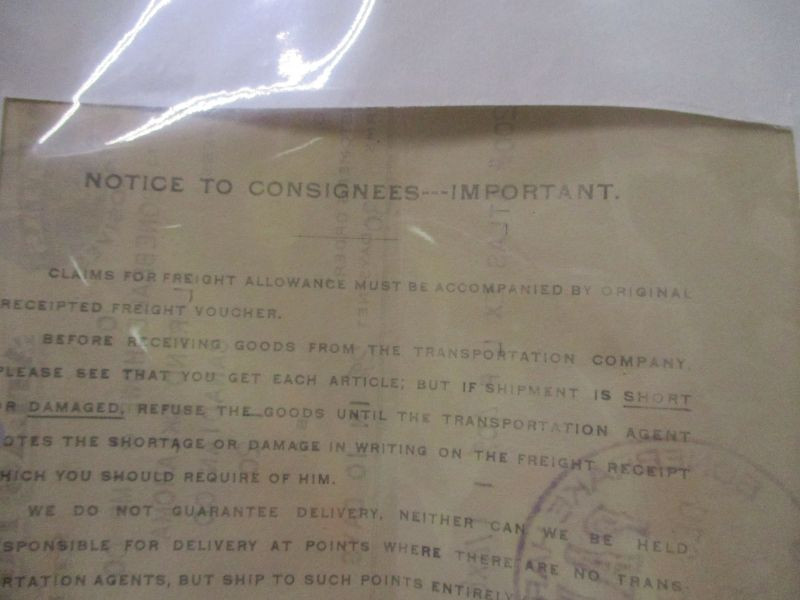 NOTICE TO CONSIGNEES---IMPORTANT.
CLAIMS FOR FREIGHT ALLOWANCE MUST BE ACCOMPANIED BY ORIGINAL
RECEIPTED FREIGHT VOUCHER.
BEFORE RECEIVING GOODS FROM THE TRANSPORTATION COMPANY,
PLEASE SEE THAT YOU GET EACH ARTICLE; BUT IF SHIPMENT IS SHORT
OR DAMAGED, REFUSE THE GOODS UNTIL THE TRANSPORTATION AGENT
OTES THE SHORTAGE OR DAMAGE IN WRITING ON THE FREIGHT RECEIPT
HICH YOU SHOULD REQUIRE OF HIM.
WE DO NOT GUARANTEE DELIVERY, NEITHER CAN WE BE HELD
SPONSIBLE FOR DELIVERY AT POINTS WHERE THERE ARE NO TRANS-
RTATION AGENTS, BUT SHIP TO SUCH POINTS ENTIRELY